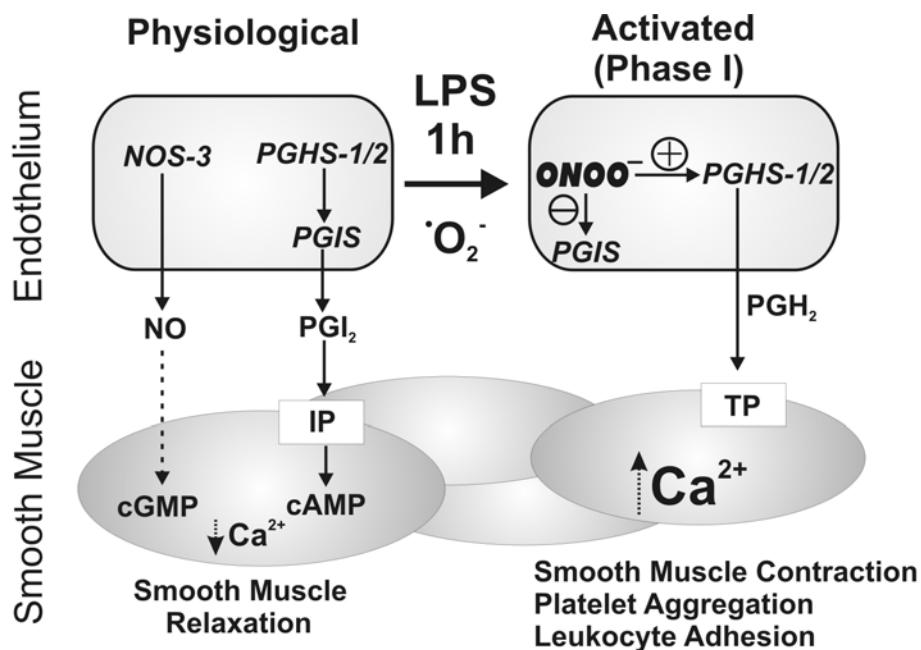 Physiological
Activated
(Phase I)
Endothelium
Smooth Muscle
NOS-3
PGHS-1/2
PGIS
LPS
1h
•O₂⁻
ONOO⁻
⊕
PGHS-1/2
⊖
PGIS
NO
PGI₂
PGH₂
IP
TP
cGMP
cAMP
Ca²⁺
Ca²⁺
Smooth Muscle
Relaxation
Smooth Muscle Contraction
Platelet Aggregation
Leukocyte Adhesion